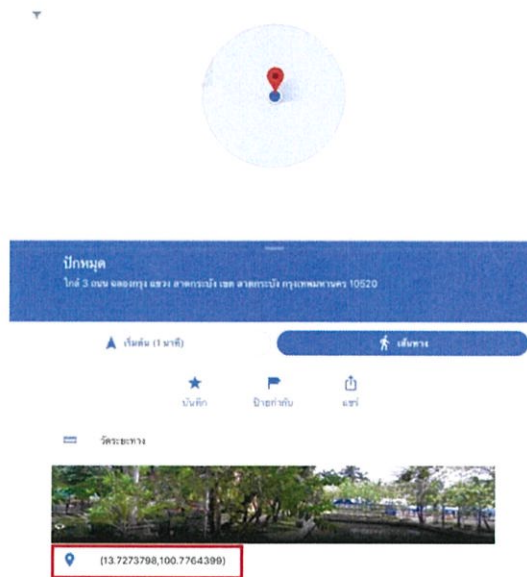 ปักหมุด
ใกล้ 3 ถนน ฉลองกรุง แขวง ลาดกระบัง เขต ลาดกระบัง กรุงเทพมหานคร 10520
เริ่มต้น (1 นาที)
เส้นทาง
บันทึก
ป้ายกำกับ
แชร์
วัดระยะทาง
(13.7273798,100.7764399)